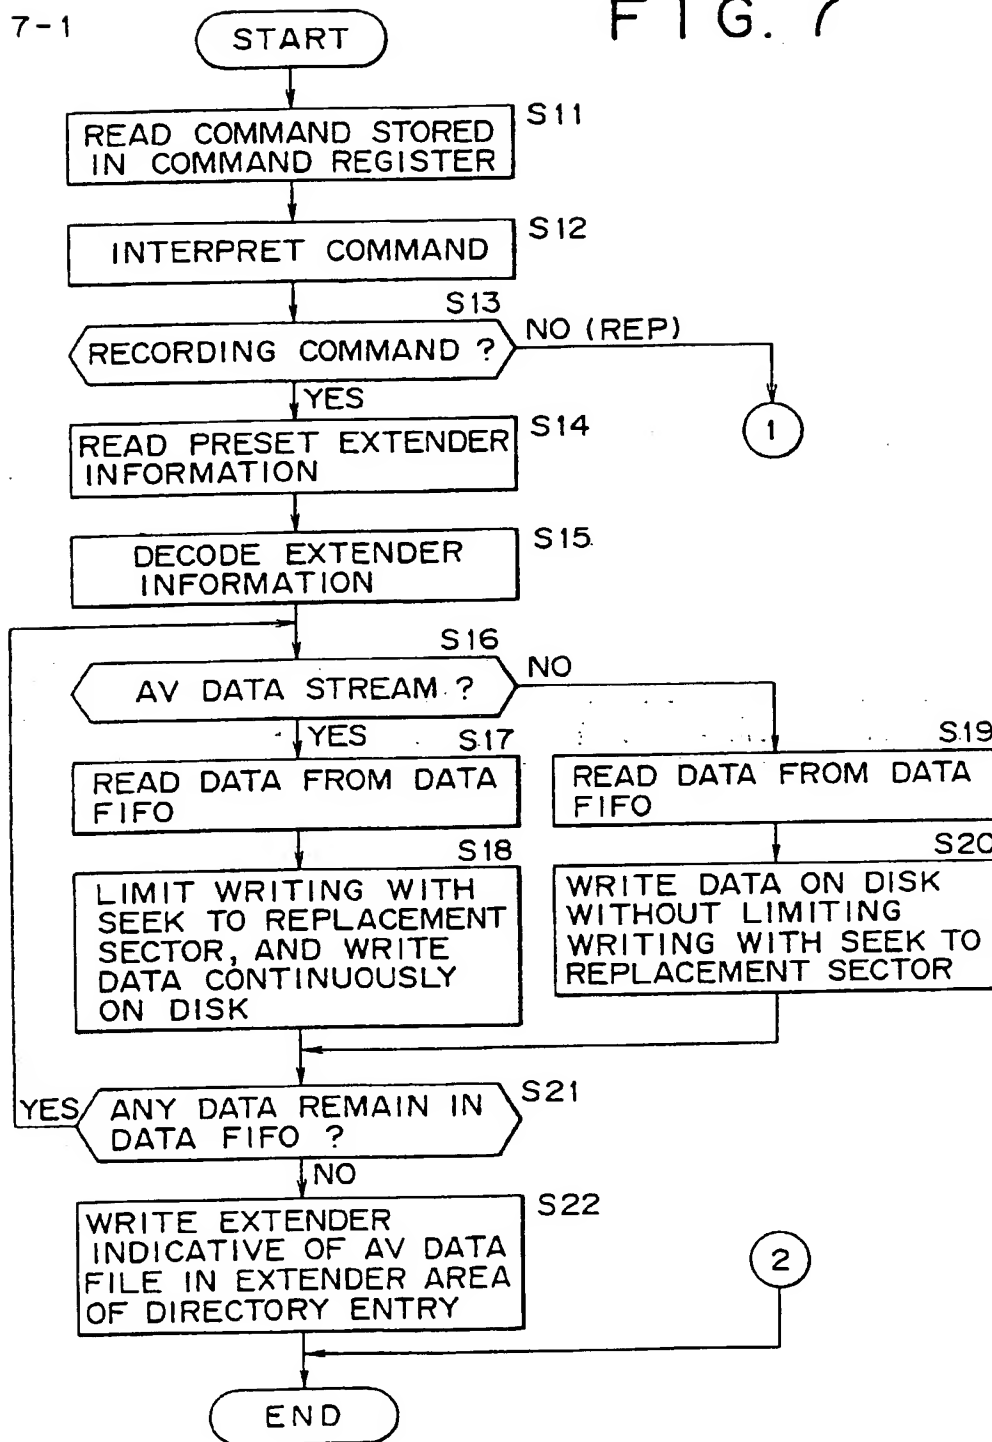 7-1
FIG. 7
START
S11
READ COMMAND STORED
IN COMMAND REGISTER
S12
INTERPRET COMMAND
S13
RECORDING COMMAND ?
NO (REP)
1
YES
S14
READ PRESET EXTENDER
INFORMATION
S15
DECODE EXTENDER
INFORMATION
S16
AV DATA STREAM ?
NO
YES
S17
READ DATA FROM DATA
FIFO
S19
READ DATA FROM DATA
FIFO
S18
LIMIT WRITING WITH
SEEK TO REPLACEMENT
SECTOR, AND WRITE
DATA CONTINUOUSLY
ON DISK
S20
WRITE DATA ON DISK
WITHOUT LIMITING
WRITING WITH SEEK TO
REPLACEMENT SECTOR
S21
YES
ANY DATA REMAIN IN
DATA FIFO ?
NO
S22
WRITE EXTENDER
INDICATIVE OF AV DATA
FILE IN EXTENDER AREA
OF DIRECTORY ENTRY
2
END